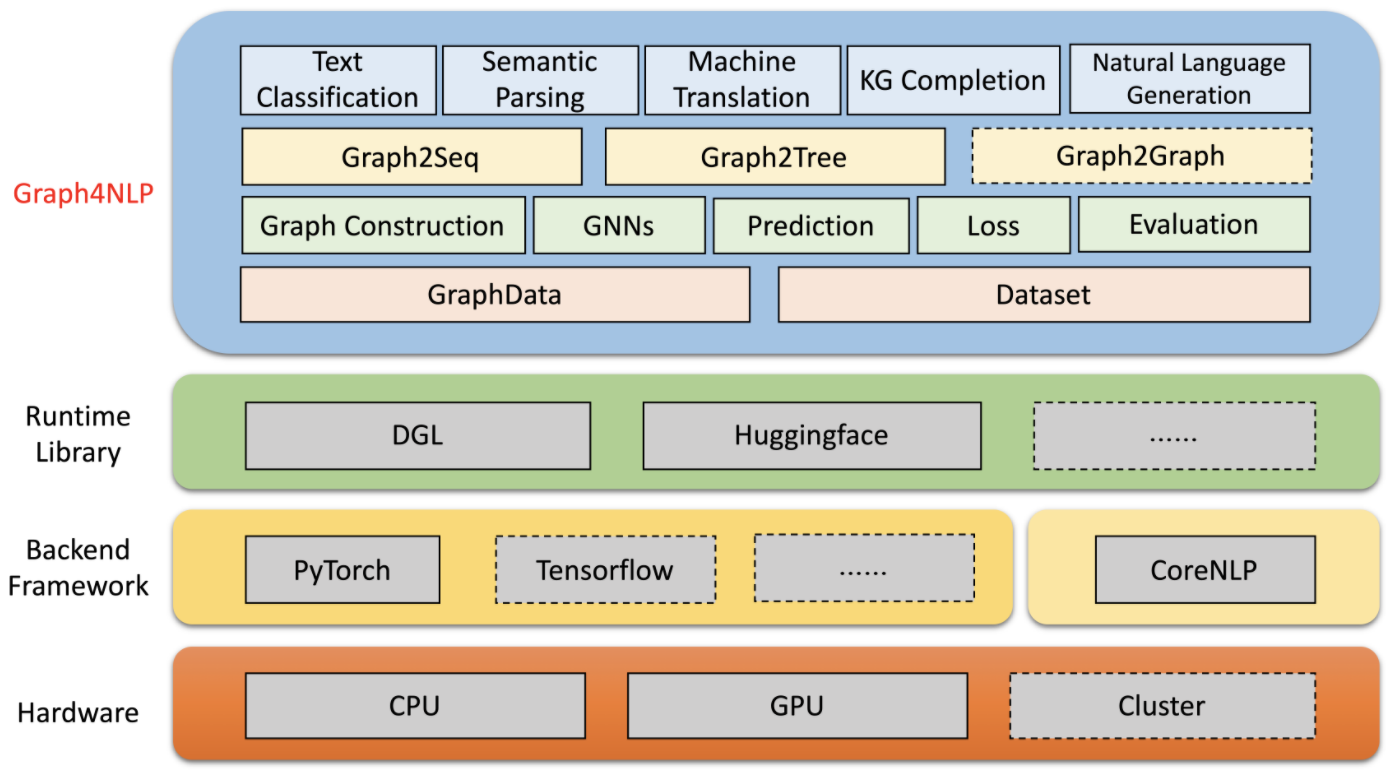 Text
Classification
Semantic
Parsing
Machine
Translation
KG Completion
Natural Language
Generation
Graph2Seq
Graph2Tree
Graph2Graph
Graph4NLP
Graph Construction
GNNs
Prediction
Loss
Evaluation
GraphData
Dataset
Runtime
Library
DGL
Huggingface
......
Backend
Framework
PyTorch
Tensorflow
......
CoreNLP
Hardware
CPU
GPU
Cluster